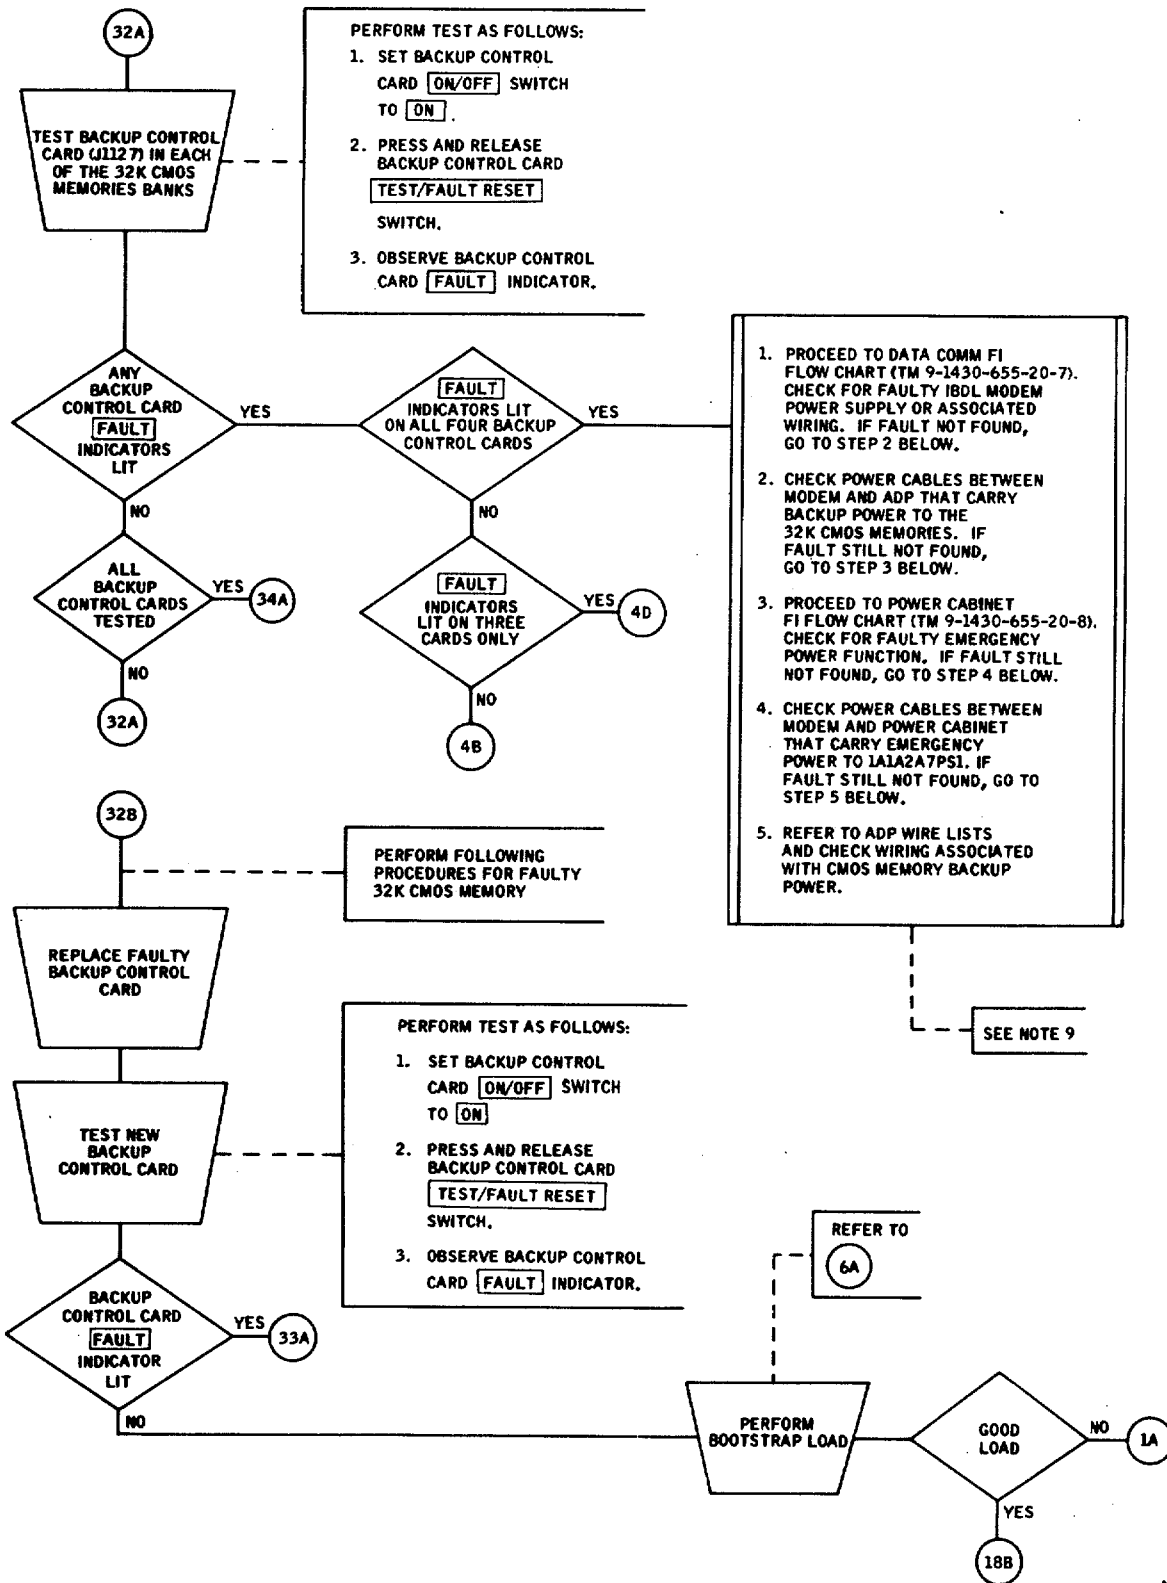 32A
TEST BACKUP CONTROL
CARD (J1127) IN EACH
OF THE 32K CMOS
MEMORIES BANKS
PERFORM TEST AS FOLLOWS:
1. SET BACKUP CONTROL
CARD ON/OFF SWITCH
TO ON.
2. PRESS AND RELEASE
BACKUP CONTROL CARD
TEST/FAULT RESET
SWITCH.
3. OBSERVE BACKUP CONTROL
CARD FAULT INDICATOR.
ANY
BACKUP
CONTROL CARD
FAULT
INDICATORS
LIT
YES
NO
FAULT
INDICATORS LIT
ON ALL FOUR BACKUP
CONTROL CARDS
YES
NO
ALL
BACKUP
CONTROL CARDS
TESTED
YES
34A
NO
32A
FAULT
INDICATORS
LIT ON THREE
CARDS ONLY
YES
4D
NO
4B
1. PROCEED TO DATA COMM FI
FLOW CHART (TM 9-1430-655-20-7).
CHECK FOR FAULTY IBDL MODEM
POWER SUPPLY OR ASSOCIATED
WIRING. IF FAULT NOT FOUND,
GO TO STEP 2 BELOW.
2. CHECK POWER CABLES BETWEEN
MODEM AND ADP THAT CARRY
BACKUP POWER TO THE
32K CMOS MEMORIES. IF
FAULT STILL NOT FOUND,
GO TO STEP 3 BELOW.
3. PROCEED TO POWER CABINET
FI FLOW CHART (TM 9-1430-655-20-8).
CHECK FOR FAULTY EMERGENCY
POWER FUNCTION. IF FAULT STILL
NOT FOUND, GO TO STEP 4 BELOW.
4. CHECK POWER CABLES BETWEEN
MODEM AND POWER CABINET
THAT CARRY EMERGENCY
POWER TO 1A1A2A7PS1. IF
FAULT STILL NOT FOUND, GO TO
STEP 5 BELOW.
5. REFER TO ADP WIRE LISTS
AND CHECK WIRING ASSOCIATED
WITH CMOS MEMORY BACKUP
POWER.
SEE NOTE 9
32B
PERFORM FOLLOWING
PROCEDURES FOR FAULTY
32K CMOS MEMORY
REPLACE FAULTY
BACKUP CONTROL
CARD
TEST NEW
BACKUP
CONTROL CARD
PERFORM TEST AS FOLLOWS:
1. SET BACKUP CONTROL
CARD ON/OFF SWITCH
TO ON
2. PRESS AND RELEASE
BACKUP CONTROL CARD
TEST/FAULT RESET
SWITCH.
3. OBSERVE BACKUP CONTROL
CARD FAULT INDICATOR.
BACKUP
CONTROL CARD
FAULT
INDICATOR
LIT
YES
33A
NO
REFER TO
6A
PERFORM
BOOTSTRAP LOAD
GOOD
LOAD
NO
1A
YES
18B